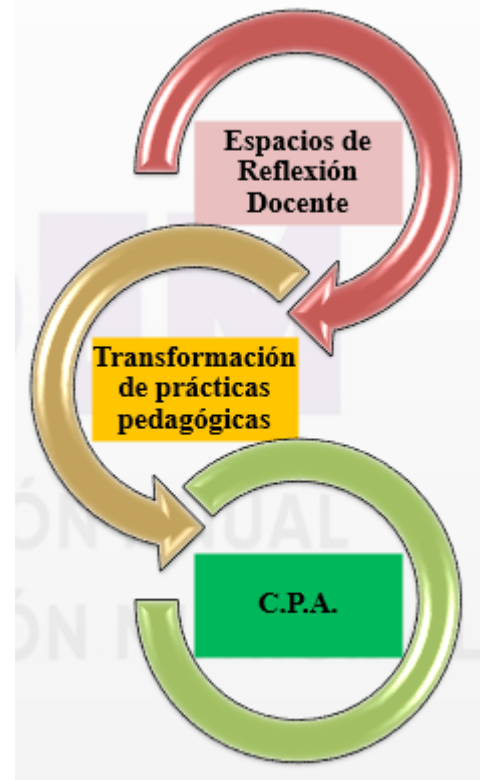 Espacios de
Reflexión
Docente
Transformación
de prácticas
pedagógicas
C.P.A.